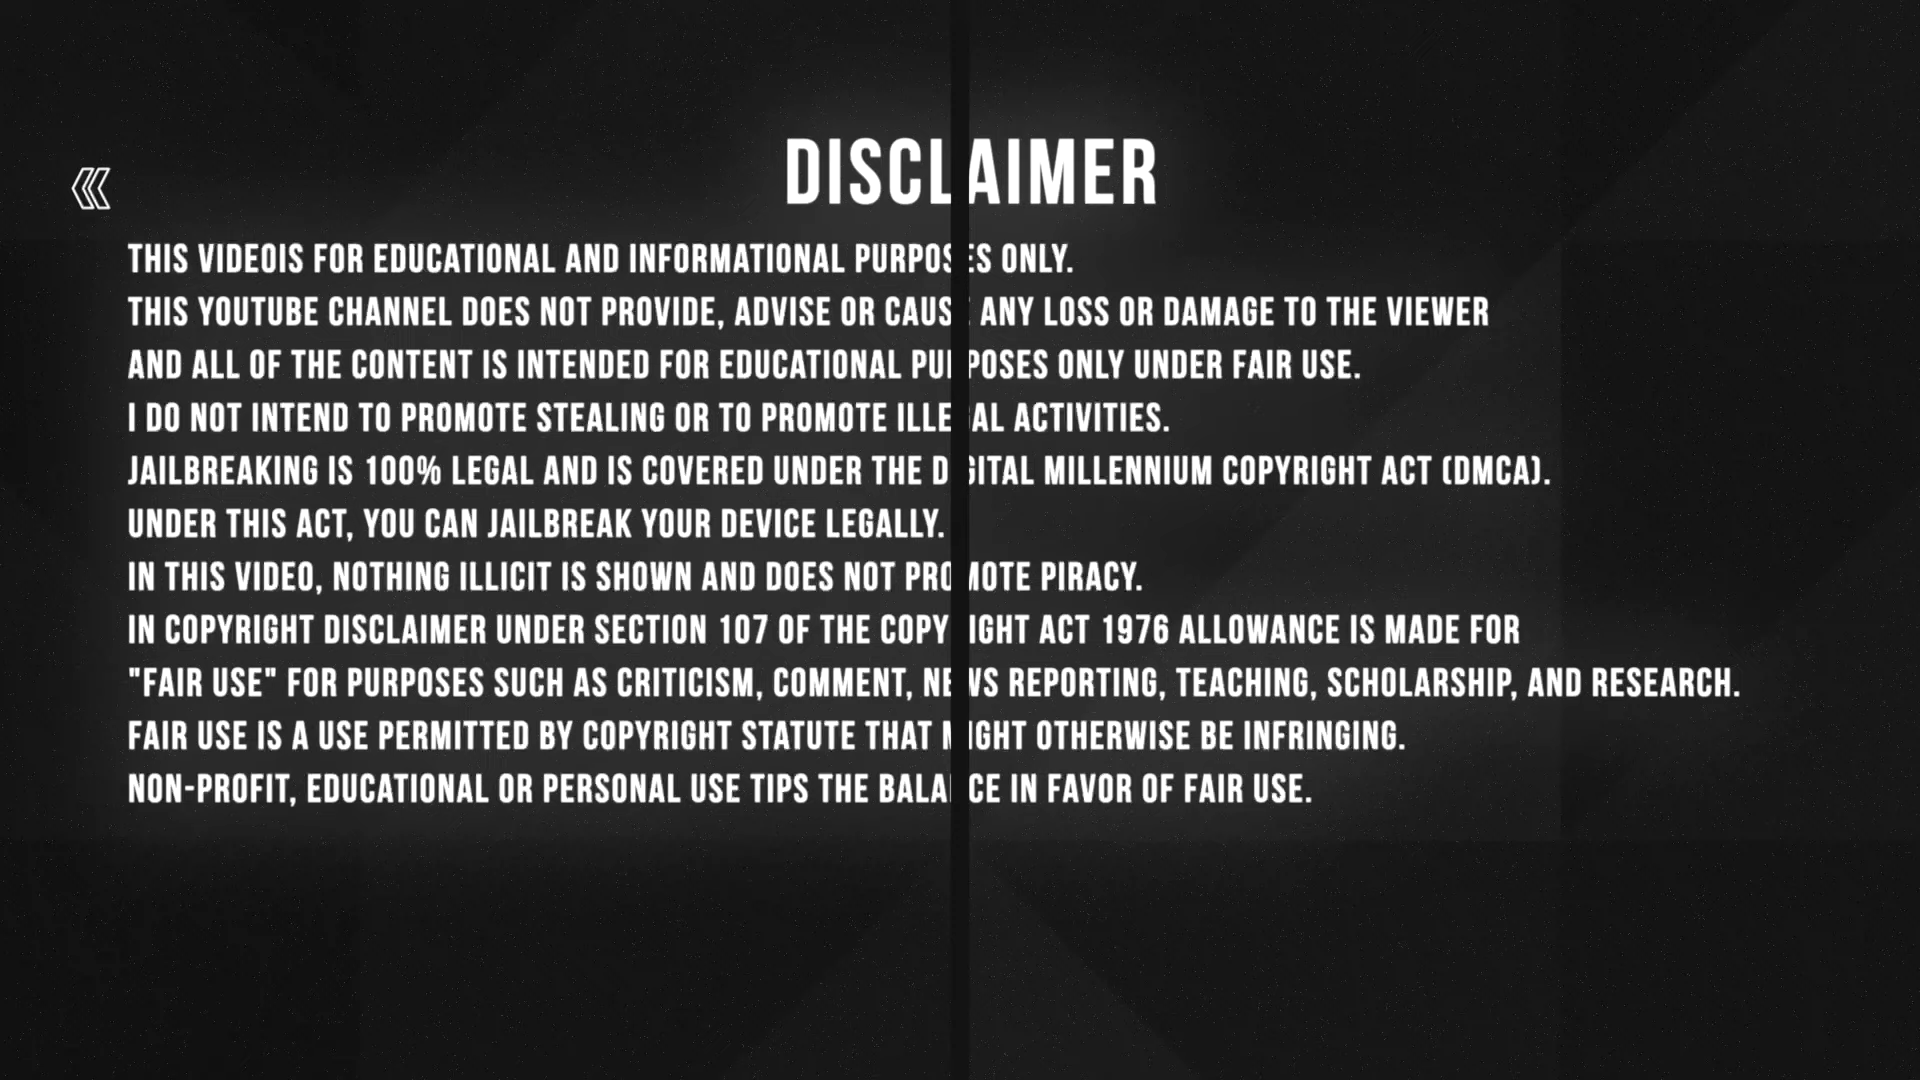 DISCLAIMER
THIS VIDEOIS FOR EDUCATIONAL AND INFORMATIONAL PURPOSES ONLY.
THIS YOUTUBE CHANNEL DOES NOT PROVIDE, ADVISE OR CAUSE ANY LOSS OR DAMAGE TO THE VIEWER
AND ALL OF THE CONTENT IS INTENDED FOR EDUCATIONAL PURPOSES ONLY UNDER FAIR USE.
I DO NOT INTEND TO PROMOTE STEALING OR TO PROMOTE ILLEGAL ACTIVITIES.
JAILBREAKING IS 100% LEGAL AND IS COVERED UNDER THE DIGITAL MILLENNIUM COPYRIGHT ACT (DMCA).
UNDER THIS ACT, YOU CAN JAILBREAK YOUR DEVICE LEGALLY.
IN THIS VIDEO, NOTHING ILLICIT IS SHOWN AND DOES NOT PROMOTE PIRACY.
IN COPYRIGHT DISCLAIMER UNDER SECTION 107 OF THE COPYRIGHT ACT 1976 ALLOWANCE IS MADE FOR
"FAIR USE" FOR PURPOSES SUCH AS CRITICISM, COMMENT, NEWS REPORTING, TEACHING, SCHOLARSHIP, AND RESEARCH.
FAIR USE IS A USE PERMITTED BY COPYRIGHT STATUTE THAT MIGHT OTHERWISE BE INFRINGING.
NON-PROFIT, EDUCATIONAL OR PERSONAL USE TIPS THE BALANCE IN FAVOR OF FAIR USE.